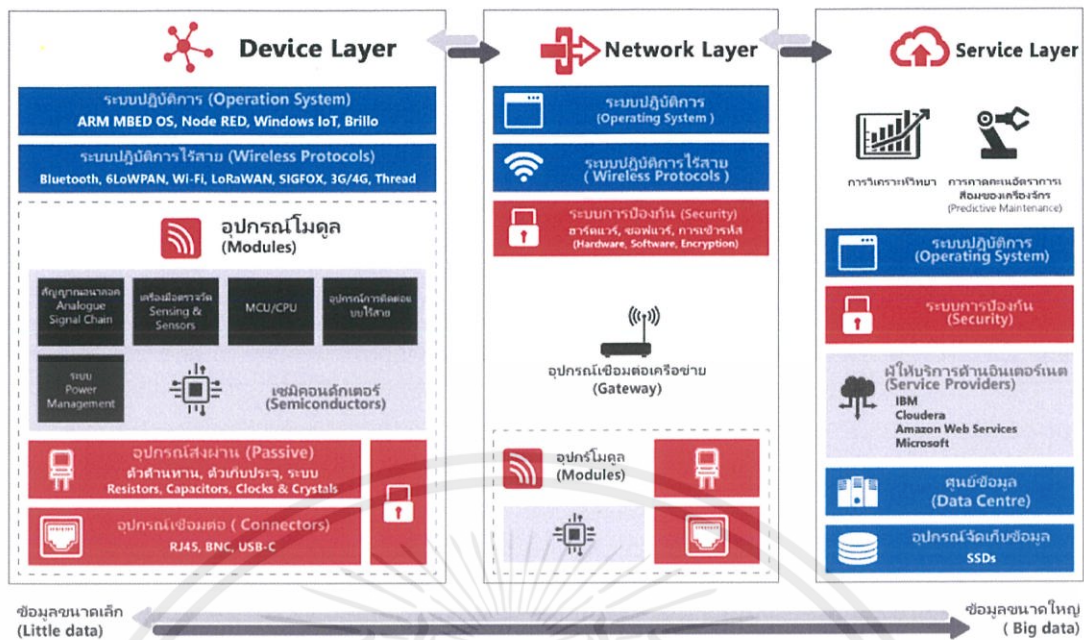 Device Layer
ระบบปฏิบัติการ (Operation System)
ARM MBED OS, Node RED, Windows IoT, Brillo
ระบบปฏิบัติการไร้สาย (Wireless Protocols)
Bluetooth, 6LoWPAN, Wi-Fi, LoRaWAN, SIGFOX, 3G/4G, Thread
อุปกรณ์โมดูล
(Modules)
สัญญาณอนาลอค
Analogue
Signal Chain
เครื่องมือตรวจวัด
Sensing &
Sensors
MCU/CPU
อุปกรณ์การติดต่อแ
บบไร้สาย
ระบบ
Power
Management
เซมิคอนดักเตอร์
(Semiconductors)
อุปกรณ์ส่งผ่าน (Passive)
ตัวต้านทาน, ตัวเก็บประจุ, ระบบ
Resistors, Capacitors, Clocks & Crystals
อุปกรณ์เชื่อมต่อ ( Connectors)
RJ45, BNC, USB-C
Network Layer
ระบบปฏิบัติการ
(Operating System )
ระบบปฏิบัติการไร้สาย
( Wireless Protocols )
ระบบการป้องกัน (Security)
ฮาร์ดแวร์, ซอฟแวร์, การเข้ารหัส
(Hardware, Software, Encryption)
อุปกรณ์เชื่อมต่อเครือข่าย
(Gateway)
อุปกร์โมดูล
(Modules)
Service Layer
การวิเคราะห์วิทยา
การคาดคะเนอัตราการเ
สื่อมของเครื่องจักร
(Predictive Maintenance)
ระบบปฏิบัติการ
(Operating System)
ระบบการป้องกัน
(Security)
ผู้ให้บริการด้านอินเตอร์เนต
(Service Providers)
IBM
Cloudera
Amazon Web Services
Microsoft
ศูนย์ข้อมูล
(Data Centre)
อุปกรณ์จัดเก็บข้อมูล
SSDs
ข้อมูลขนาดเล็ก
(Little data)
ข้อมูลขนาดใหญ่
( Big data)